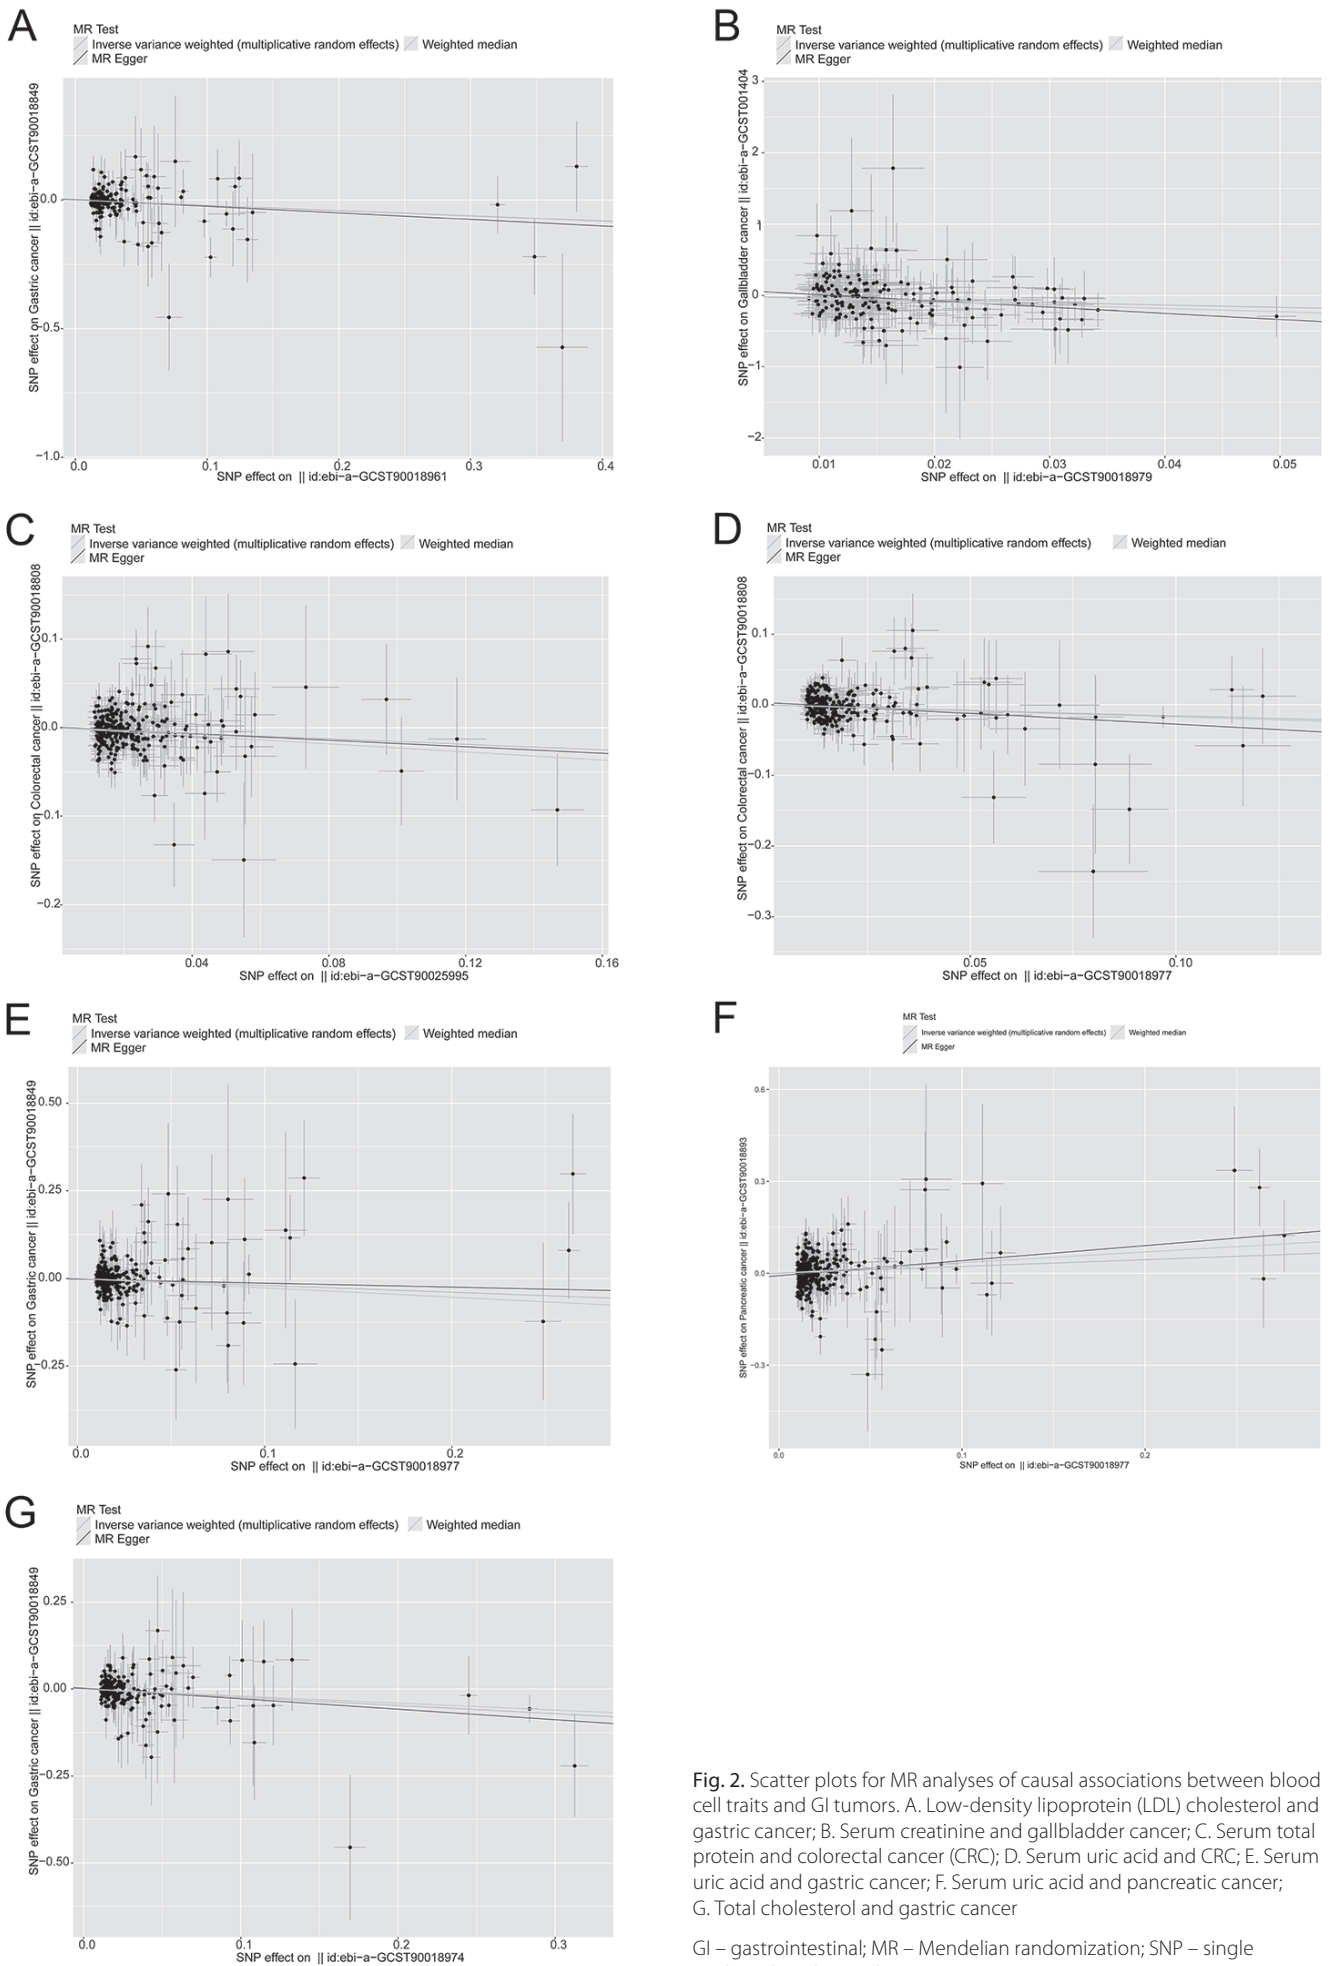 A
MR Test
Inverse variance weighted (multiplicative random effects) Weighted median
MR Egger
SNP effect on Gastric cancer || id:ebi−a−GCST90018849
0.0
−0.5
−1.0
0.0 0.1 0.2 0.3 0.4
SNP effect on || id:ebi−a−GCST90018961
B
MR Test
Inverse variance weighted (multiplicative random effects) Weighted median
MR Egger
SNP effect on Gallbladder cancer || id:ebi−a−GCST001404
3
2
1
0
−1
−2
0.01 0.02 0.03 0.04 0.05
SNP effect on || id:ebi−a−GCST90018979
C
MR Test
Inverse variance weighted (multiplicative random effects) Weighted median
MR Egger
SNP effect on Colorectal cancer || id:ebi−a−GCST90018808
0.1
0.0
−0.1
−0.2
0.04 0.08 0.12 0.16
SNP effect on || id:ebi−a−GCST90025995
D
MR Test
Inverse variance weighted (multiplicative random effects) Weighted median
MR Egger
SNP effect on Colorectal cancer || id:ebi−a−GCST90018808
0.1
0.0
−0.1
−0.2
−0.3
0.05 0.10
SNP effect on || id:ebi−a−GCST90018977
E
MR Test
Inverse variance weighted (multiplicative random effects) Weighted median
MR Egger
SNP effect on Gastric cancer || id:ebi−a−GCST90018849
0.50
0.25
0.00
−0.25
0.0 0.1 0.2
SNP effect on || id:ebi−a−GCST90018977
F
MR Test
Inverse variance weighted (multiplicative random effects) Weighted median
MR Egger
SNP effect on Pancreatic cancer || id:ebi−a−GCST90018893
0.6
0.3
0.0
−0.3
0.0 0.1 0.2
SNP effect on || id:ebi−a−GCST90018977
G
MR Test
Inverse variance weighted (multiplicative random effects) Weighted median
MR Egger
SNP effect on Gastric cancer || id:ebi−a−GCST90018849
0.25
0.00
−0.25
−0.50
0.0 0.1 0.2 0.3
SNP effect on || id:ebi−a−GCST90018974
Fig. 2. Scatter plots for MR analyses of causal associations between blood
cell traits and GI tumors. A. Low-density lipoprotein (LDL) cholesterol and
gastric cancer; B. Serum creatinine and gallbladder cancer; C. Serum total
protein and colorectal cancer (CRC); D. Serum uric acid and CRC; E. Serum
uric acid and gastric cancer; F. Serum uric acid and pancreatic cancer;
G. Total cholesterol and gastric cancer
GI – gastrointestinal; MR – Mendelian randomization; SNP – single